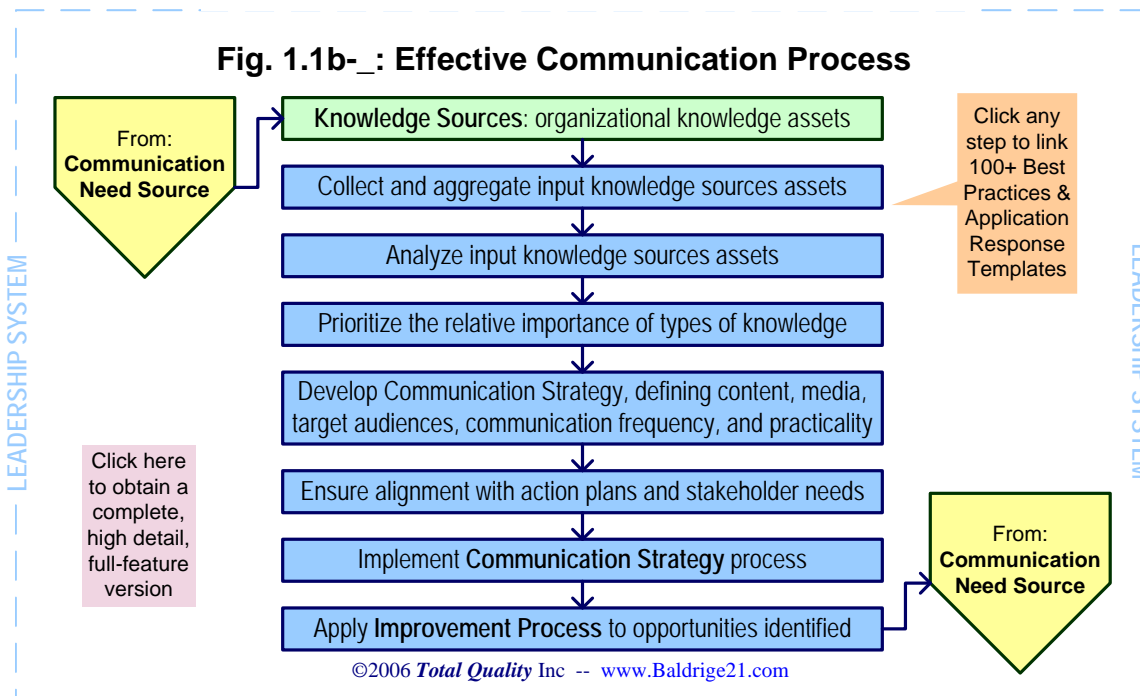 Fig. 1.1b-_: Effective Communication Process
From:
Communication
Need Source
Knowledge Sources: organizational knowledge assets
Collect and aggregate input knowledge sources assets
Analyze input knowledge sources assets
Prioritize the relative importance of types of knowledge
Develop Communication Strategy, defining content, media,
target audiences, communication frequency, and practicality
Ensure alignment with action plans and stakeholder needs
Implement Communication Strategy process
Apply Improvement Process to opportunities identified
Click any
step to link
100+ Best
Practices &
Application
Response
Templates
Click here
to obtain a
complete,
high detail,
full-feature
version
From:
Communication
Need Source
LEADERSHIP SYSTEM
LEADERSHIP SYSTEM
©2006 Total Quality Inc -- www.Baldrige21.com